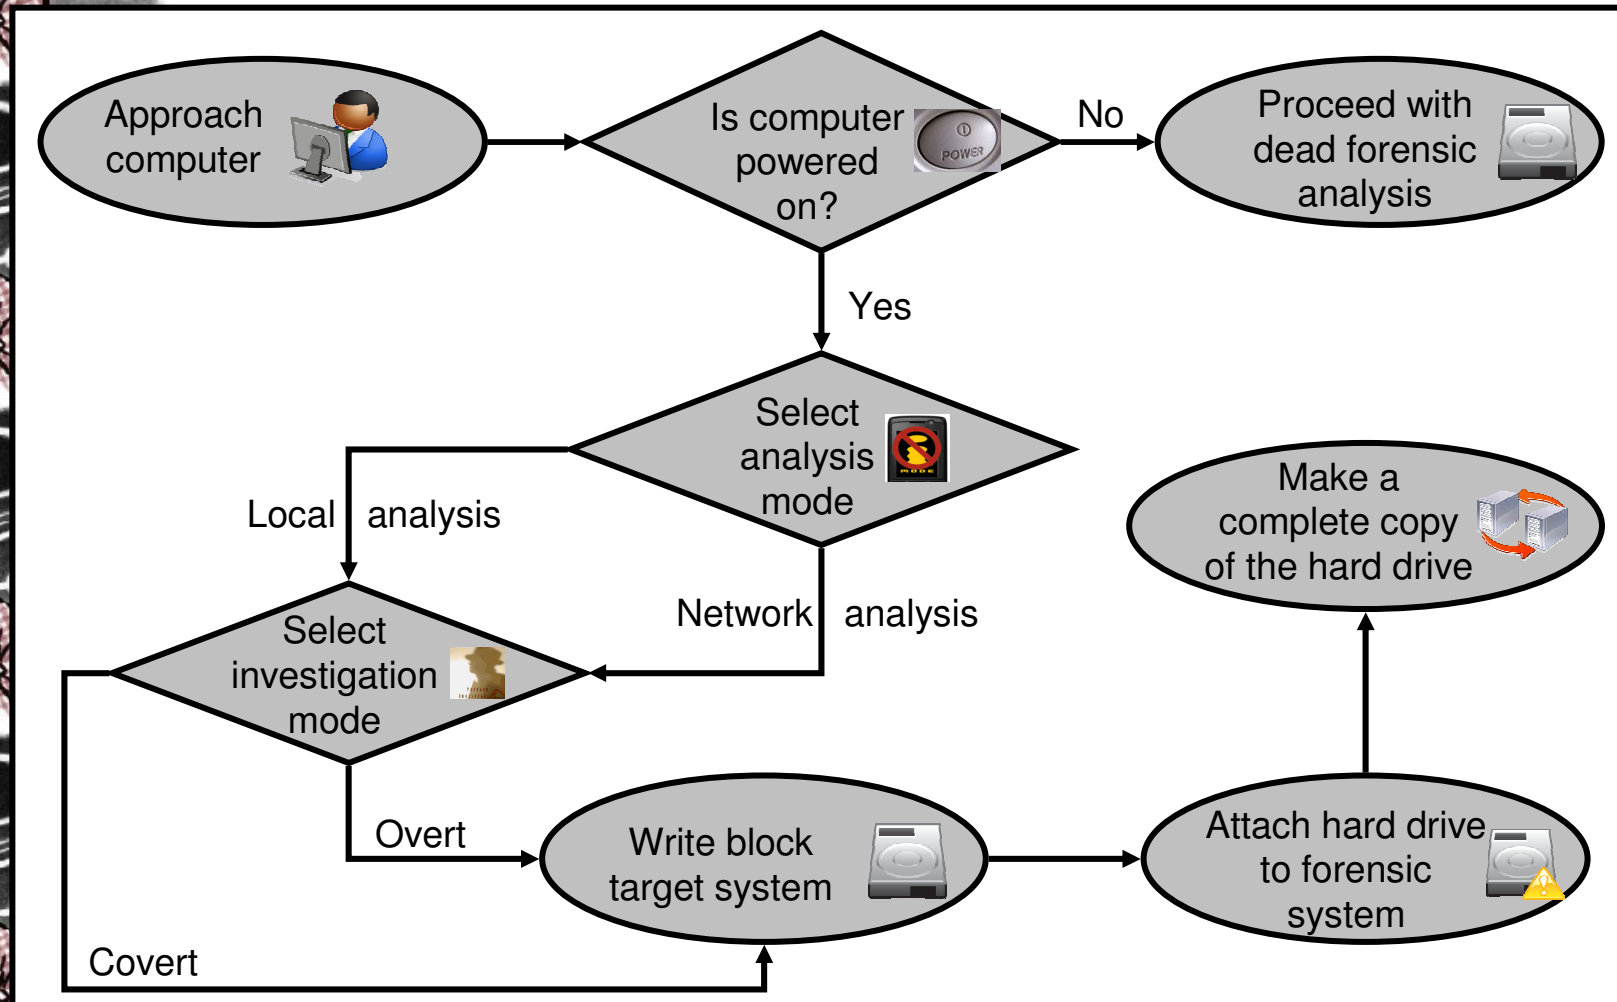 Approach
computer
Is computer
powered
on?
POWER
No
Proceed with
dead forensic
analysis
Yes
Select
analysis
mode
MODE
Local analysis
Network analysis
Make a
complete copy
of the hard drive
Select
investigation
mode
Overt
Write block
target system
Attach hard drive
to forensic
system
Covert